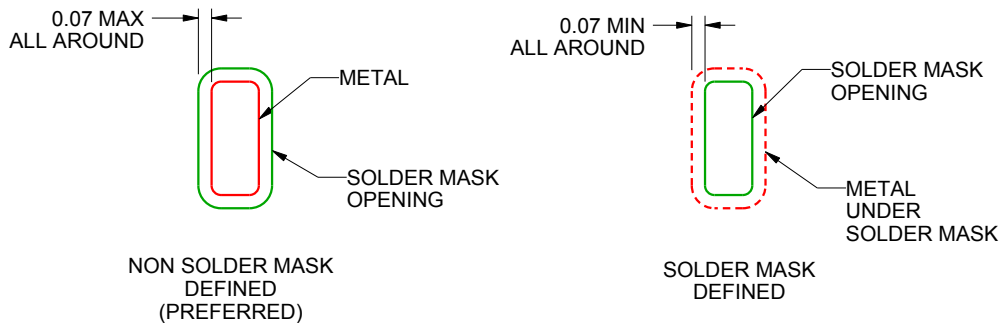 0.07 MAX
ALL AROUND
METAL
SOLDER MASK
OPENING
NON SOLDER MASK
DEFINED
(PREFERRED)
0.07 MIN
ALL AROUND
SOLDER MASK
OPENING
METAL
UNDER
SOLDER MASK
SOLDER MASK
DEFINED